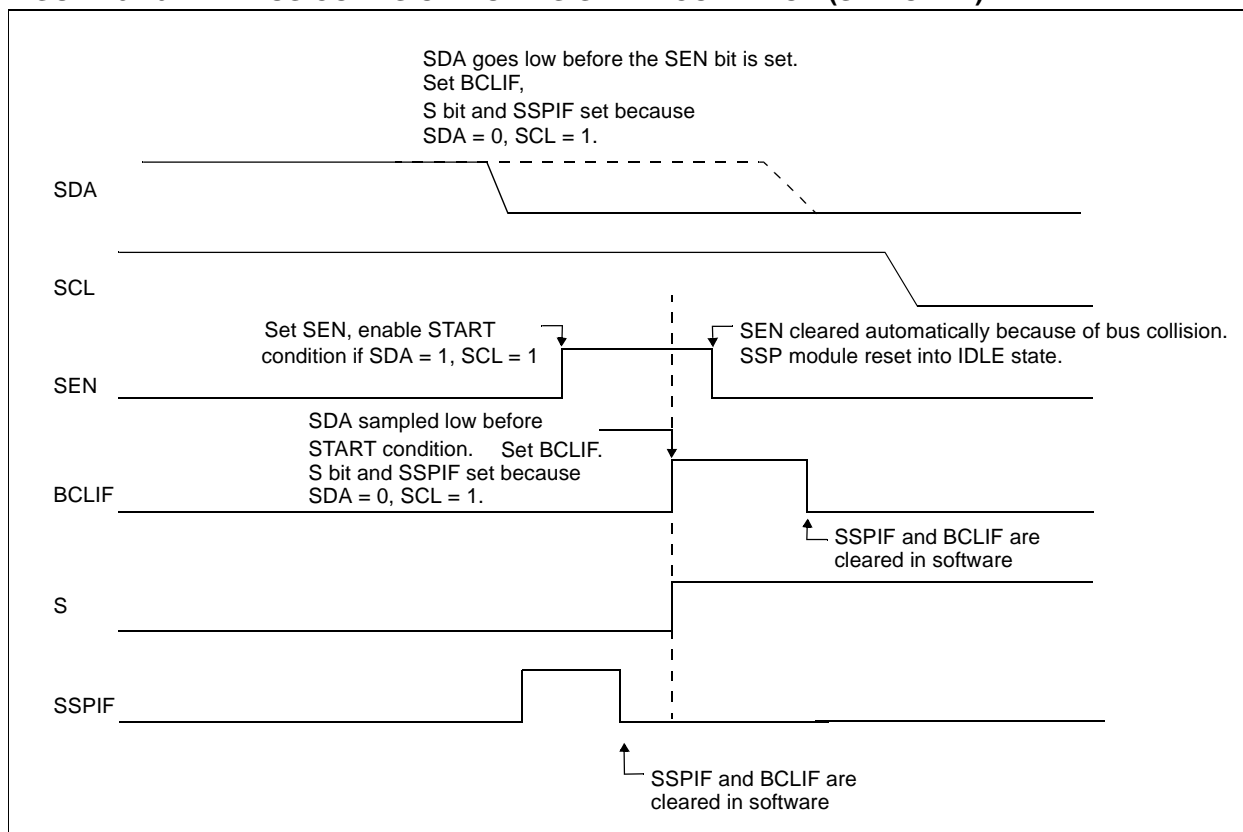 SDA goes low before the SEN bit is set.
Set BCLIF,
S bit and SSPIF set because
SDA = 0, SCL = 1.
SDA
SCL
Set SEN, enable START
condition if SDA = 1, SCL = 1
SEN cleared automatically because of bus collision.
SSP module reset into IDLE state.
SEN
SDA sampled low before
START condition. Set BCLIF.
S bit and SSPIF set because
SDA = 0, SCL = 1.
BCLIF
SSPIF and BCLIF are
cleared in software
S
SSPIF
SSPIF and BCLIF are
cleared in software